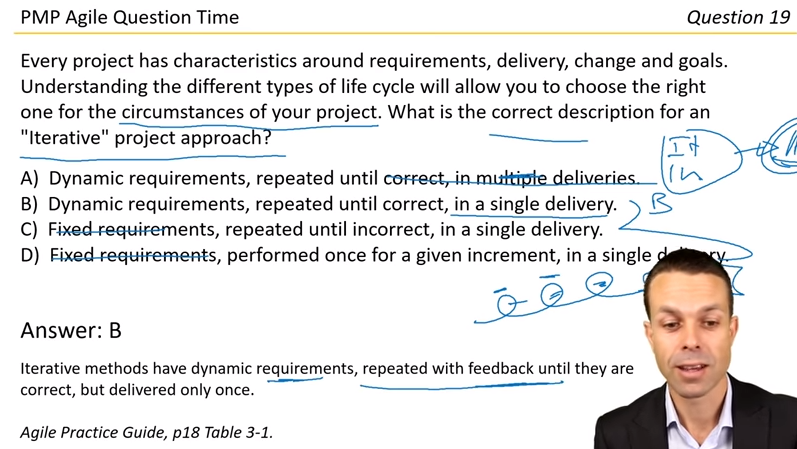 PMP Agile Question Time
Question 19
Every project has characteristics around requirements, delivery, change and goals.
Understanding the different types of life cycle will allow you to choose the right
one for the circumstances of your project. What is the correct description for an
"Iterative" project approach?
A) Dynamic requirements, repeated until correct, in multiple deliveries.
B) Dynamic requirements, repeated until correct, in a single delivery.
C) Fixed requirements, repeated until incorrect, in a single delivery.
D) Fixed requirements, performed once for a given increment, in a single delivery.
It
In
B
Answer: B
Iterative methods have dynamic requirements, repeated with feedback until they are
correct, but delivered only once.
Agile Practice Guide, p18 Table 3-1.